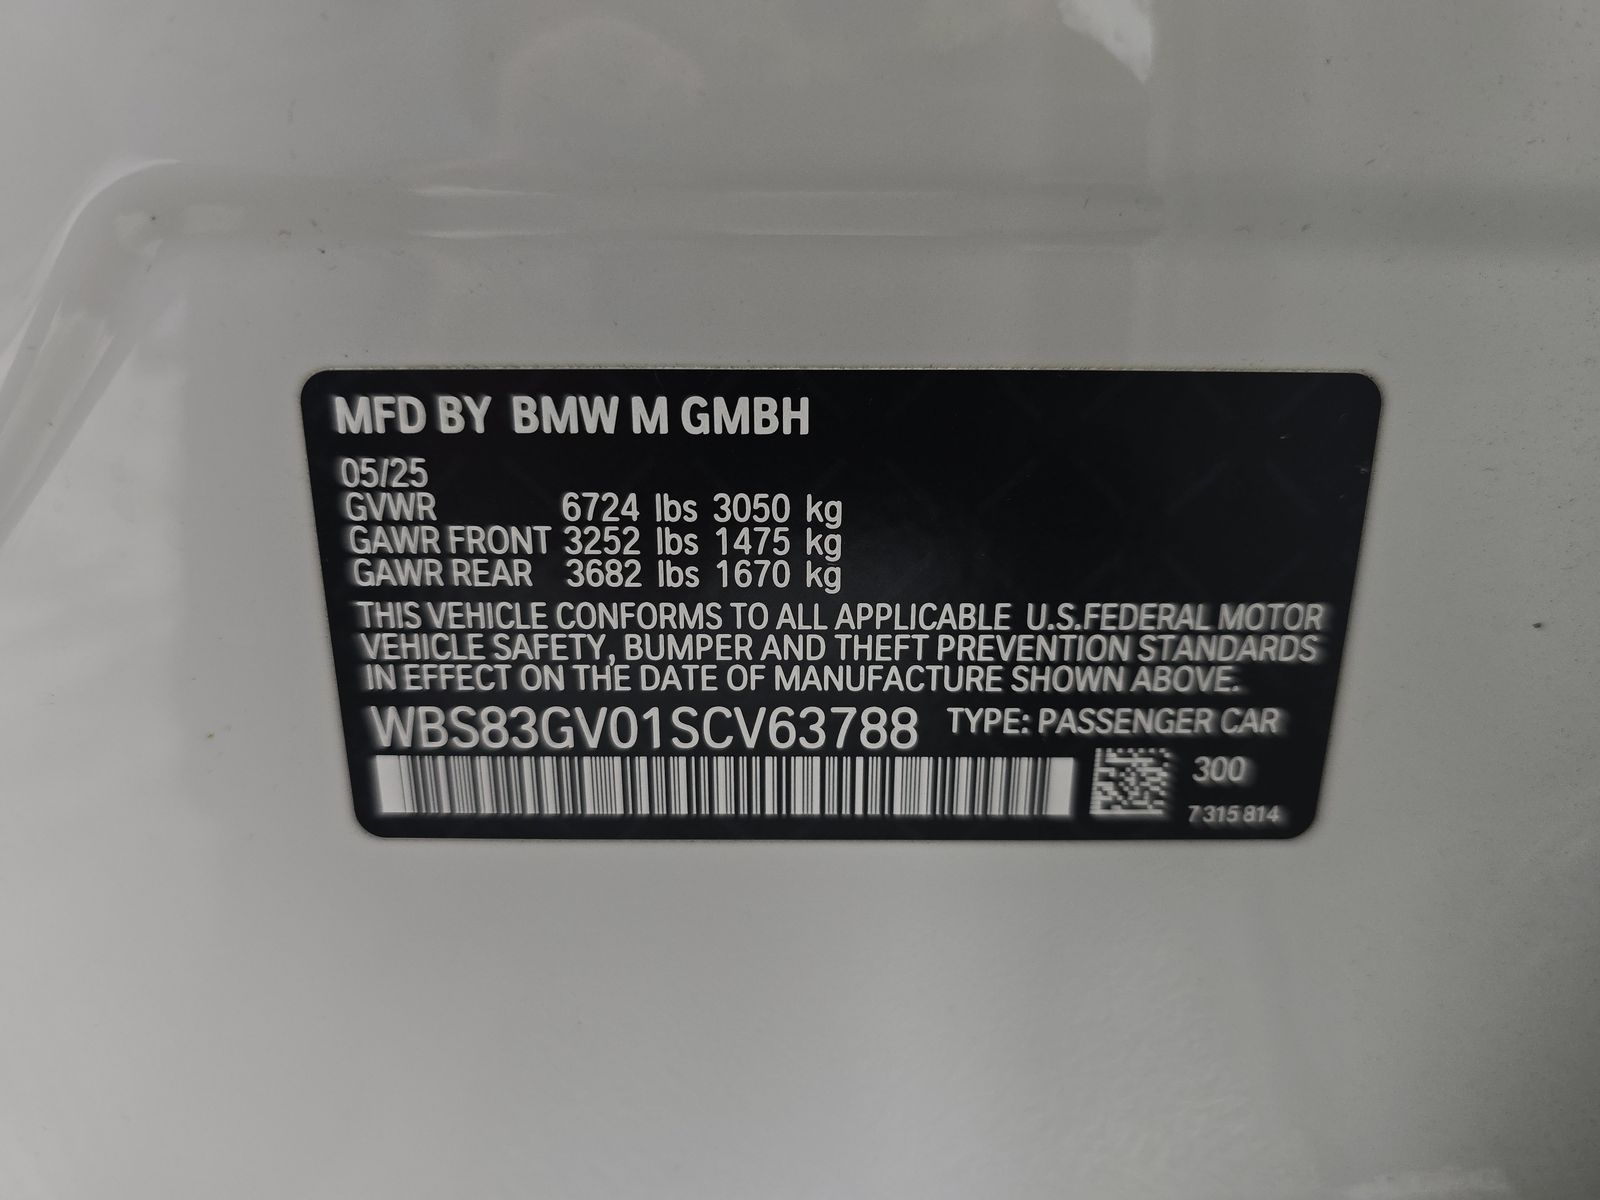 MFD BY BMW M GMBH
05/25
GVWR 6724 lbs 3050 kg
GAWR FRONT 3252 lbs 1475 kg
GAWR REAR 3682 lbs 1670 kg
THIS VEHICLE CONFORMS TO ALL APPLICABLE U.S.FEDERAL MOTOR
VEHICLE SAFETY, BUMPER AND THEFT PREVENTION STANDARDS
IN EFFECT ON THE DATE OF MANUFACTURE SHOWN ABOVE.
WBS83GV01SCV63788 TYPE: PASSENGER CAR
300
7 315 814